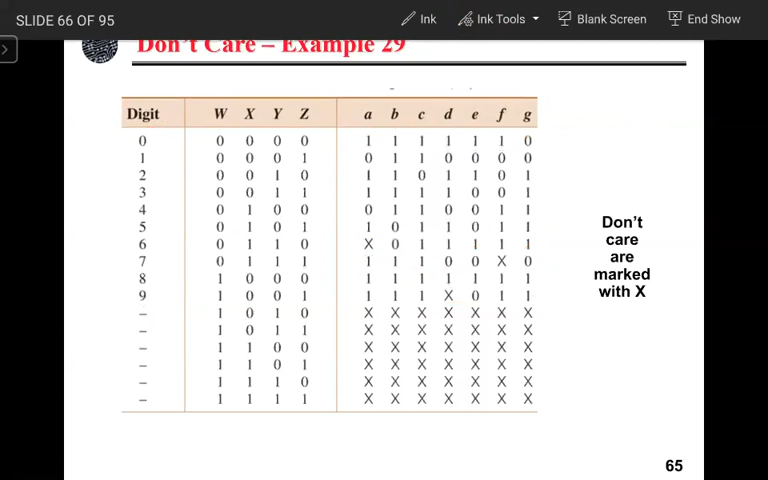 SLIDE 66 OF 95 Ink Ink Tools Blank Screen End Show
Don't Care – Example 29
Digit W X Y Z a b c d e f g
0 0 0 0 0 1 1 1 1 1 1 0
1 0 0 0 1 0 1 1 0 0 0 0
2 0 0 1 0 1 1 0 1 1 0 1
3 0 0 1 1 1 1 1 1 0 0 1
4 0 1 0 0 0 1 1 0 0 1 1
5 0 1 0 1 1 0 1 1 0 1 1
6 0 1 1 0 X 0 1 1 1 1 1
7 0 1 1 1 1 1 1 0 0 X 0
8 1 0 0 0 1 1 1 1 1 1 1
9 1 0 0 1 1 1 1 X 0 1 1
– 1 0 1 0 X X X X X X X
– 1 0 1 1 X X X X X X X
– 1 1 0 0 X X X X X X X
– 1 1 0 1 X X X X X X X
– 1 1 1 0 X X X X X X X
– 1 1 1 1 X X X X X X X
Don't
care
are
marked
with X
65